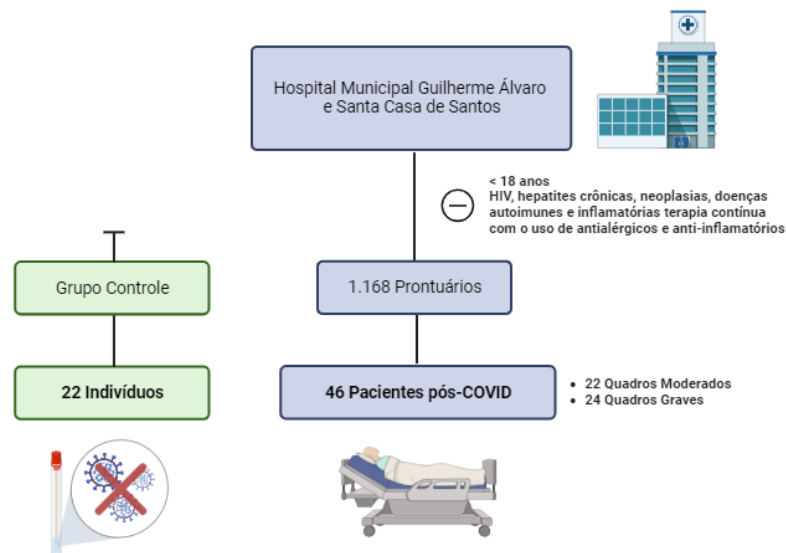 Hospital Municipal Guilherme Álvaro
e Santa Casa de Santos
< 18 anos
HIV, hepatites crônicas, neoplasias, doenças
autoimunes e inflamatórias terapia contínua
com o uso de antialérgicos e anti-inflamatórios
Grupo Controle
1.168 Prontuários
22 Indivíduos
46 Pacientes pós-COVID
• 22 Quadros Moderados
• 24 Quadros Graves